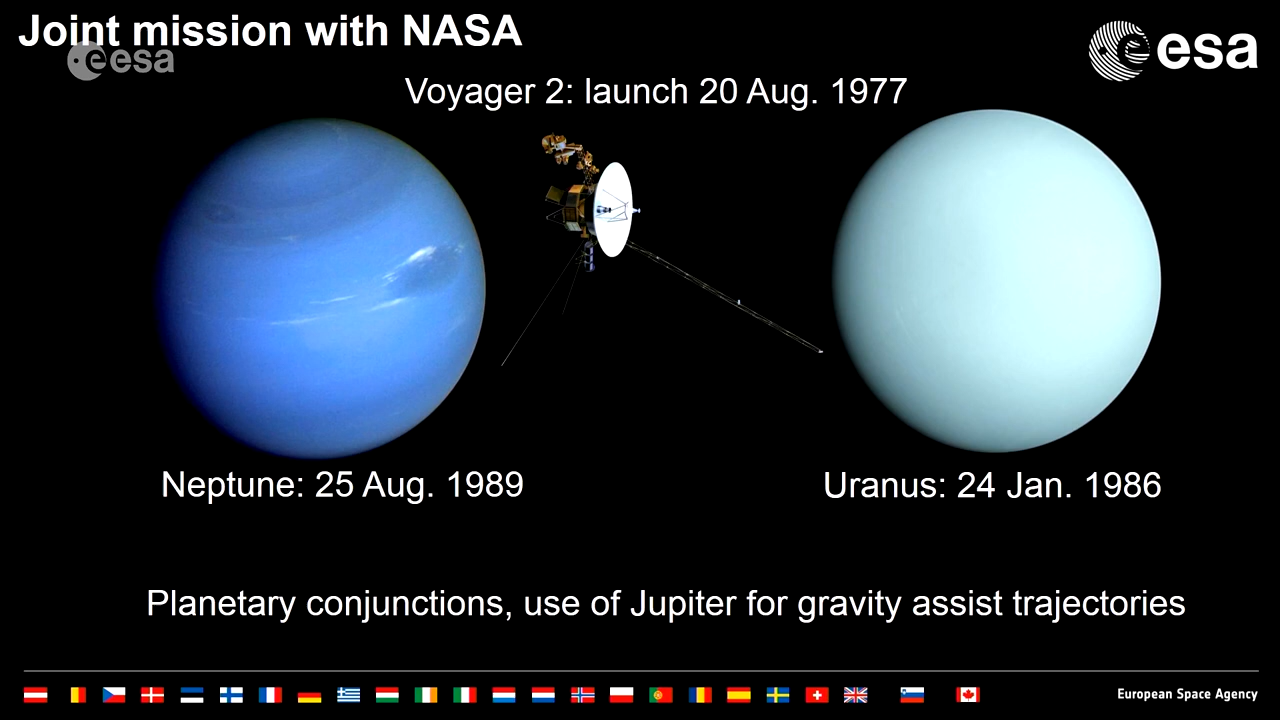 Joint mission with NASA
esa
esa
Voyager 2: launch 20 Aug. 1977
Neptune: 25 Aug. 1989
Uranus: 24 Jan. 1986
Planetary conjunctions, use of Jupiter for gravity assist trajectories
European Space Agency